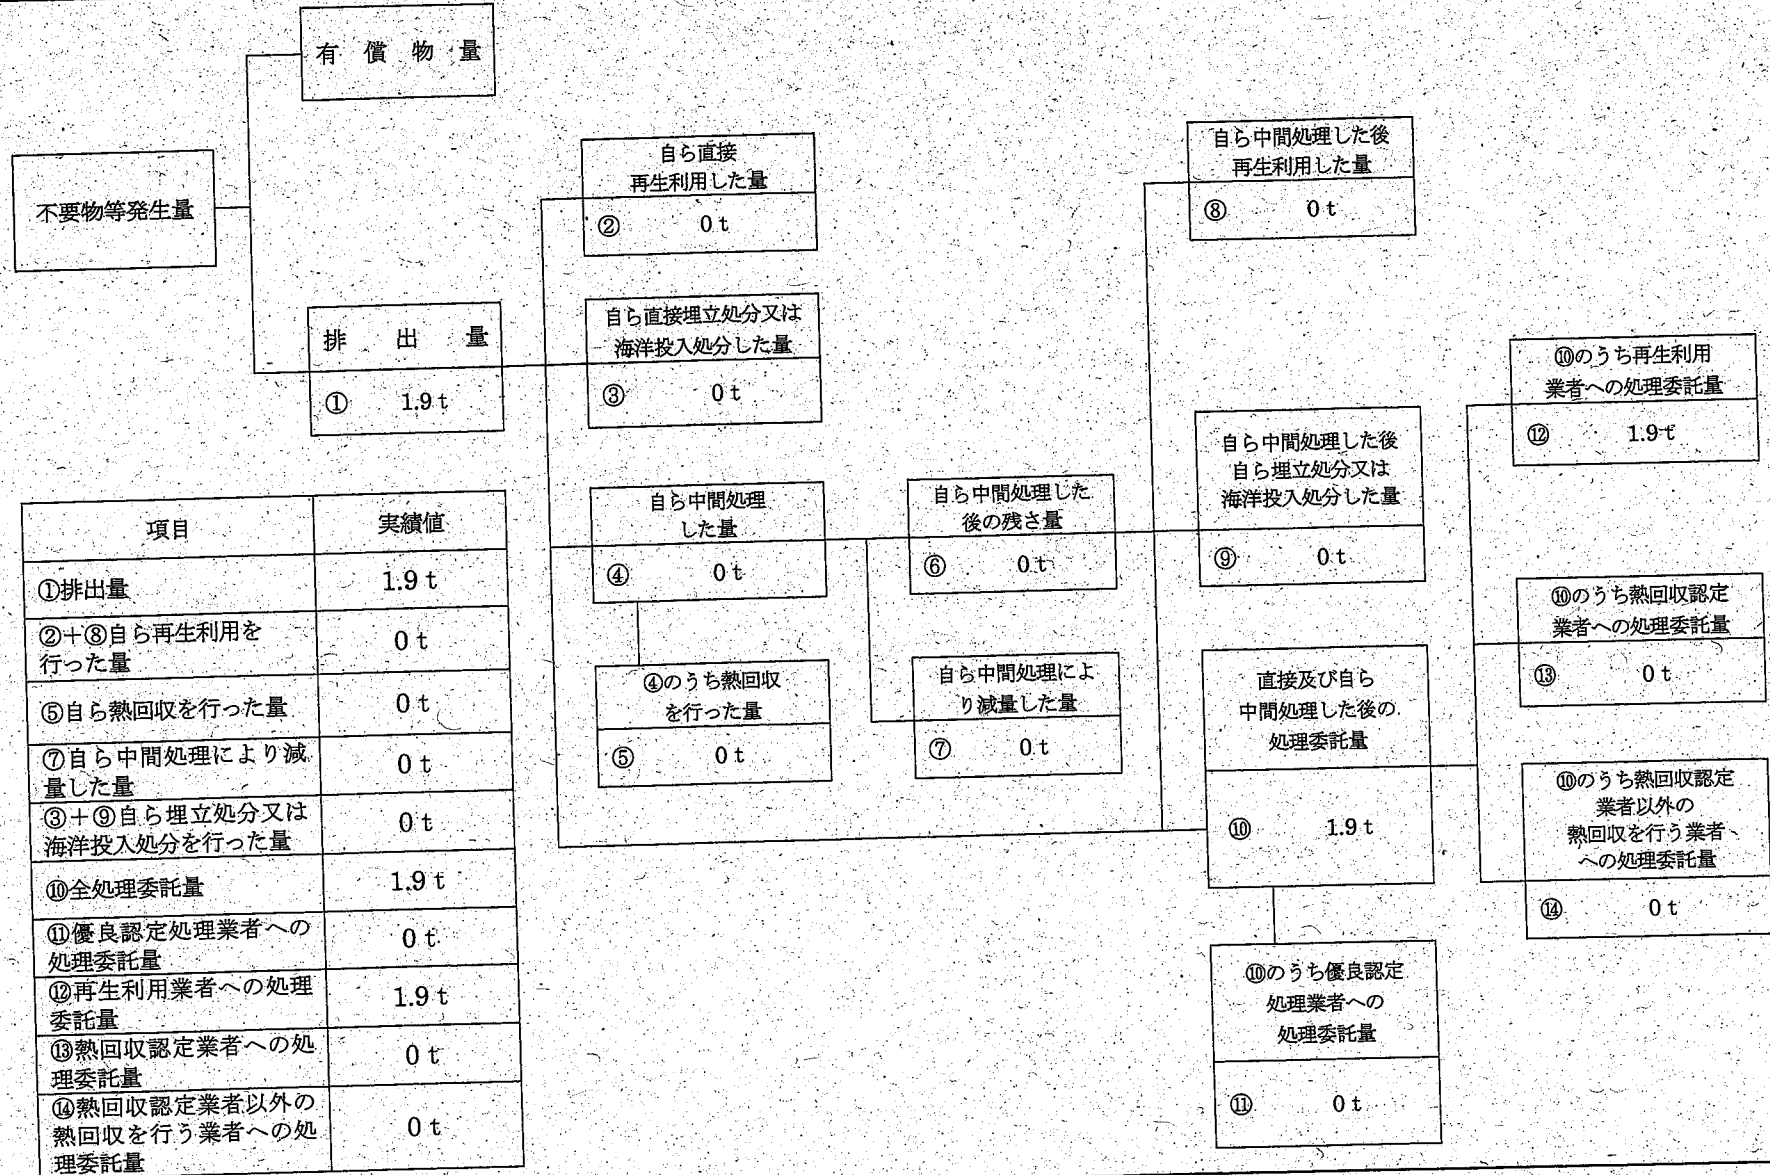 有償物量
不要物等発生量
排出量
① 1.9 t
自ら直接
再生利用した量
② 0 t
自ら直接埋立処分又は
海洋投入処分した量
③ 0 t
自ら中間処理
した量
④ 0 t
④のうち熱回収
を行った量
⑤ 0 t
自ら中間処理した
後の残さ量
⑥ 0 t
自ら中間処理によ
り減量した量
⑦ 0 t
自ら中間処理した後
再生利用した量
⑧ 0 t
自ら中間処理した後
自ら埋立処分又は
海洋投入処分した量
⑨ 0 t
直接及び自ら
中間処理した後の
処理委託量
⑩ 1.9 t
⑩のうち優良認定
処理業者への
処理委託量
⑪ 0 t
⑩のうち再生利用
業者への処理委託量
⑫ 1.9 t
⑩のうち熱回収認定
業者への処理委託量
⑬ 0 t
⑩のうち熱回収認定
業者以外の
熱回収を行う業者
への処理委託量
⑭ 0 t
項目 実績値
①排出量 1.9 t
②＋⑧自ら再生利用を
行った量 0 t
⑤自ら熱回収を行った量 0 t
⑦自ら中間処理により減
量した量 0 t
③＋⑨自ら埋立処分又は
海洋投入処分を行った量 0 t
⑩全処理委託量 1.9 t
⑪優良認定処理業者への
処理委託量 0 t
⑫再生利用業者への処理
委託量 1.9 t
⑬熱回収認定業者への処
理委託量 0 t
⑭熱回収認定業者以外の
熱回収を行う業者への処
理委託量 0 t